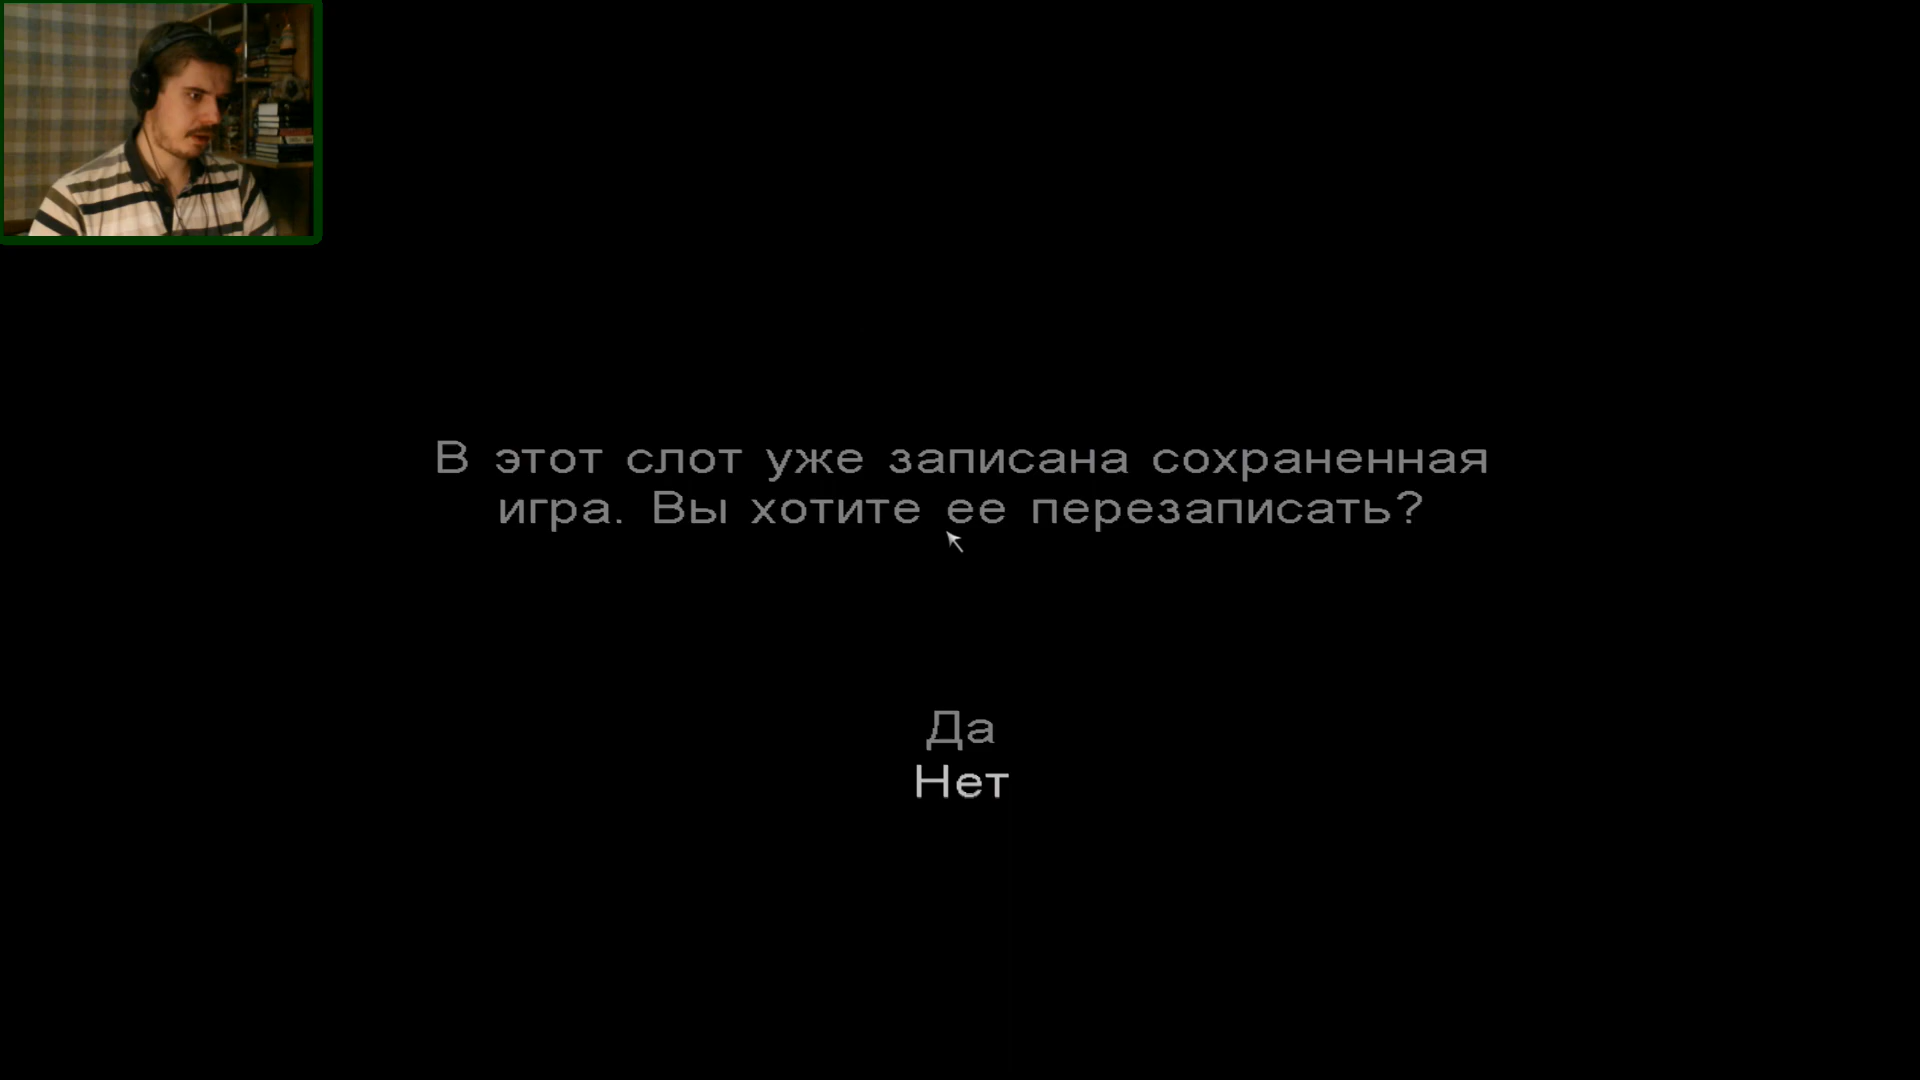 В этот слот уже записана сохраненная
игра. Вы хотите ее перезаписать?
Да
Нет